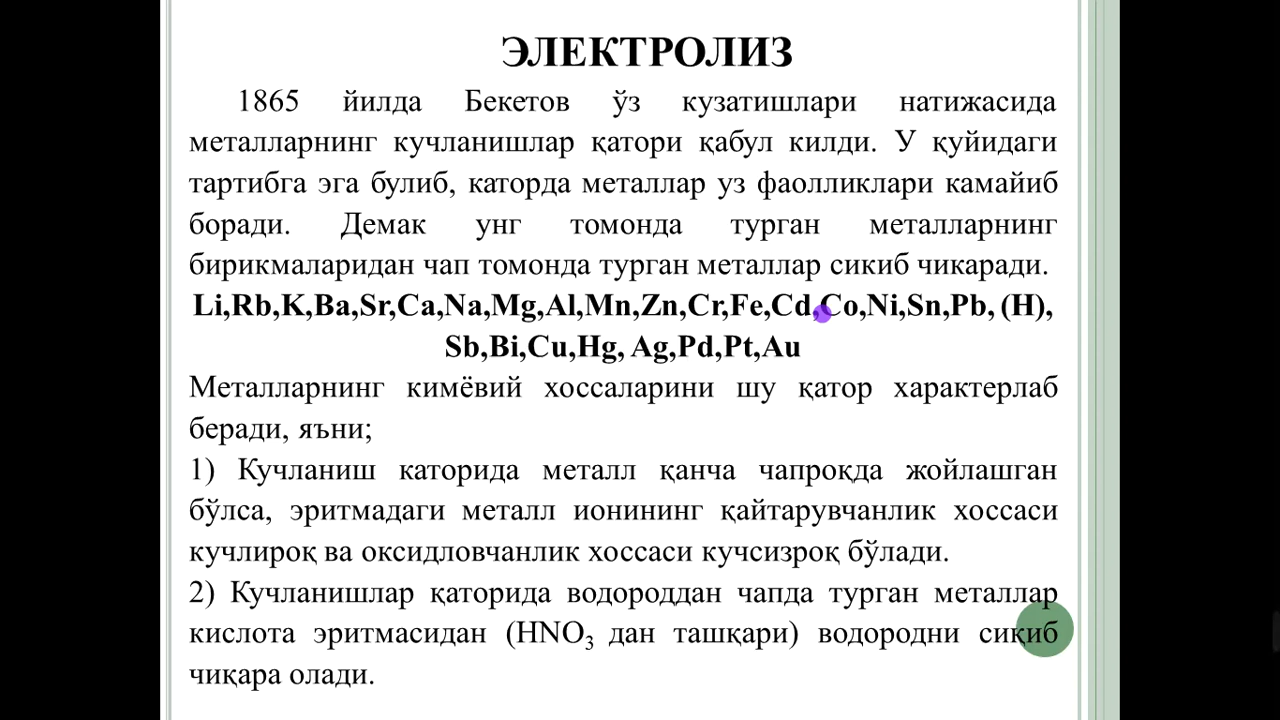 ЭЛЕКТРОЛИЗ
1865 йилда Бекетов ўз кузатишлари натижасида
металларнинг кучланишлар қатори қабул килди. У қуйидаги
тартибга эга булиб, каторда металлар уз фаолликлари камайиб
боради. Демак унг томонда турган металларнинг
бирикмаларидан чап томонда турган металлар сикиб чикаради.
Li,Rb,K,Ba,Sr,Ca,Na,Mg,Al,Mn,Zn,Cr,Fe,Cd,Co,Ni,Sn,Pb, (H),
Sb,Bi,Cu,Hg, Ag,Pd,Pt,Au
Металларнинг кимёвий хоссаларини шу қатор характерлаб
беради, яъни;
1) Кучланиш каторида металл қанча чапроқда жойлашган
бўлса, эритмадаги металл ионининг қайтарувчанлик хоссаси
кучлироқ ва оксидловчанлик хоссаси кучсизроқ бўлади.
2) Кучланишлар қаторида водороддан чапда турган металлар
кислота эритмасидан (HNO₃ дан ташқари) водородни сиқиб
чиқара олади.